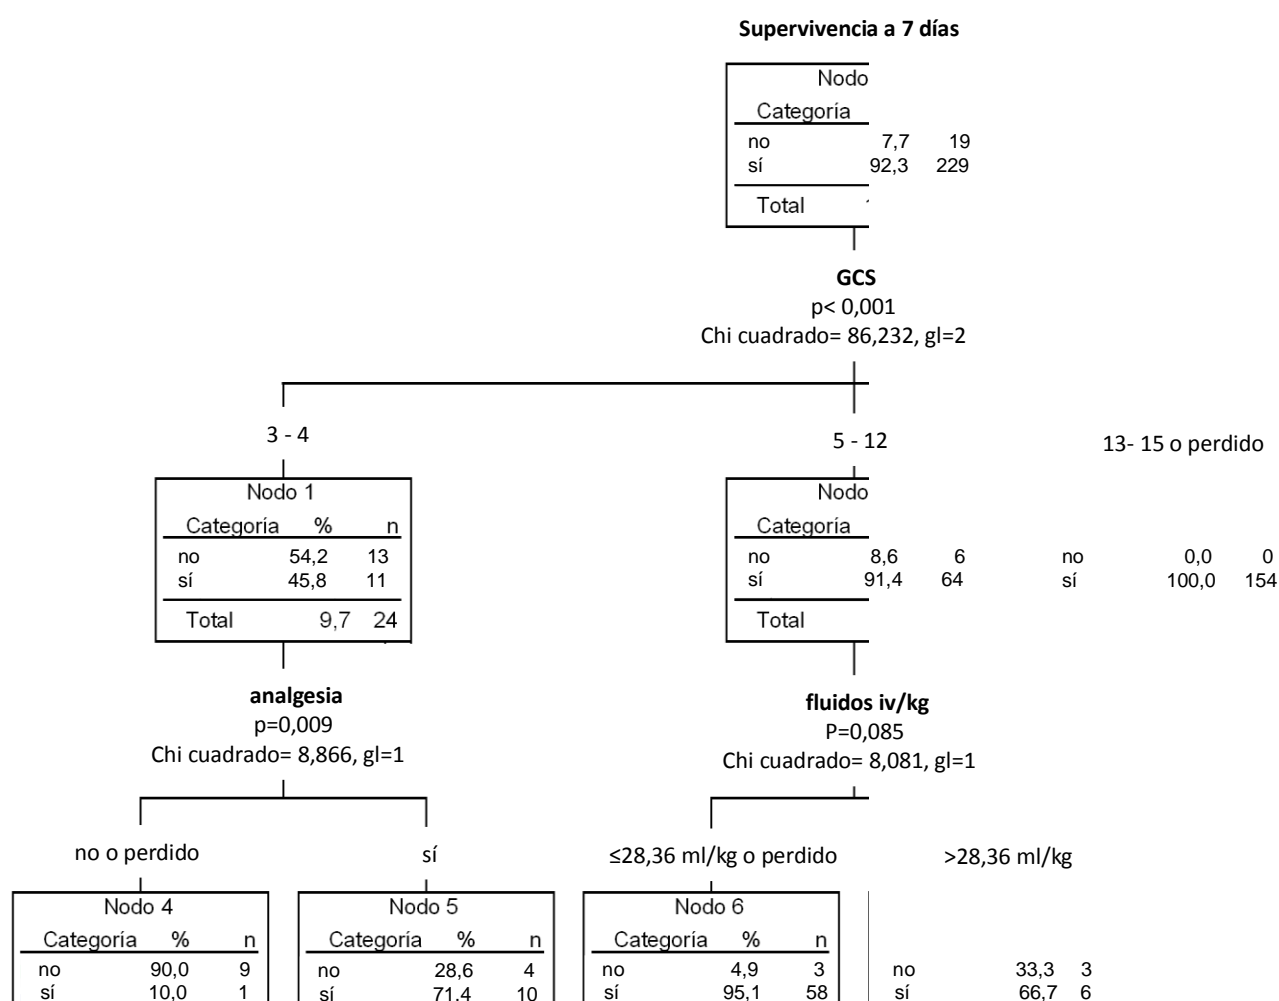 Supervivencia a 7 días
Nodo
Categoría
no 7,7 19
sí 92,3 229
Total
GCS
p< 0,001
Chi cuadrado= 86,232, gl=2
3 - 4
5 - 12
13- 15 o perdido
Nodo 1
Categoría % n
no 54,2 13
sí 45,8 11
Total 9,7 24
Nodo
Categoría
no 8,6 6
sí 91,4 64
Total
no 0,0 0
sí 100,0 154
analgesia
p=0,009
Chi cuadrado= 8,866, gl=1
fluidos iv/kg
P=0,085
Chi cuadrado= 8,081, gl=1
no o perdido
sí
≤28,36 ml/kg o perdido
>28,36 ml/kg
Nodo 4
Categoría % n
no 90,0 9
sí 10,0 1
Nodo 5
Categoría % n
no 28,6 4
sí 71,4 10
Nodo 6
Categoría % n
no 4,9 3
sí 95,1 58
no 33,3 3
sí 66,7 6